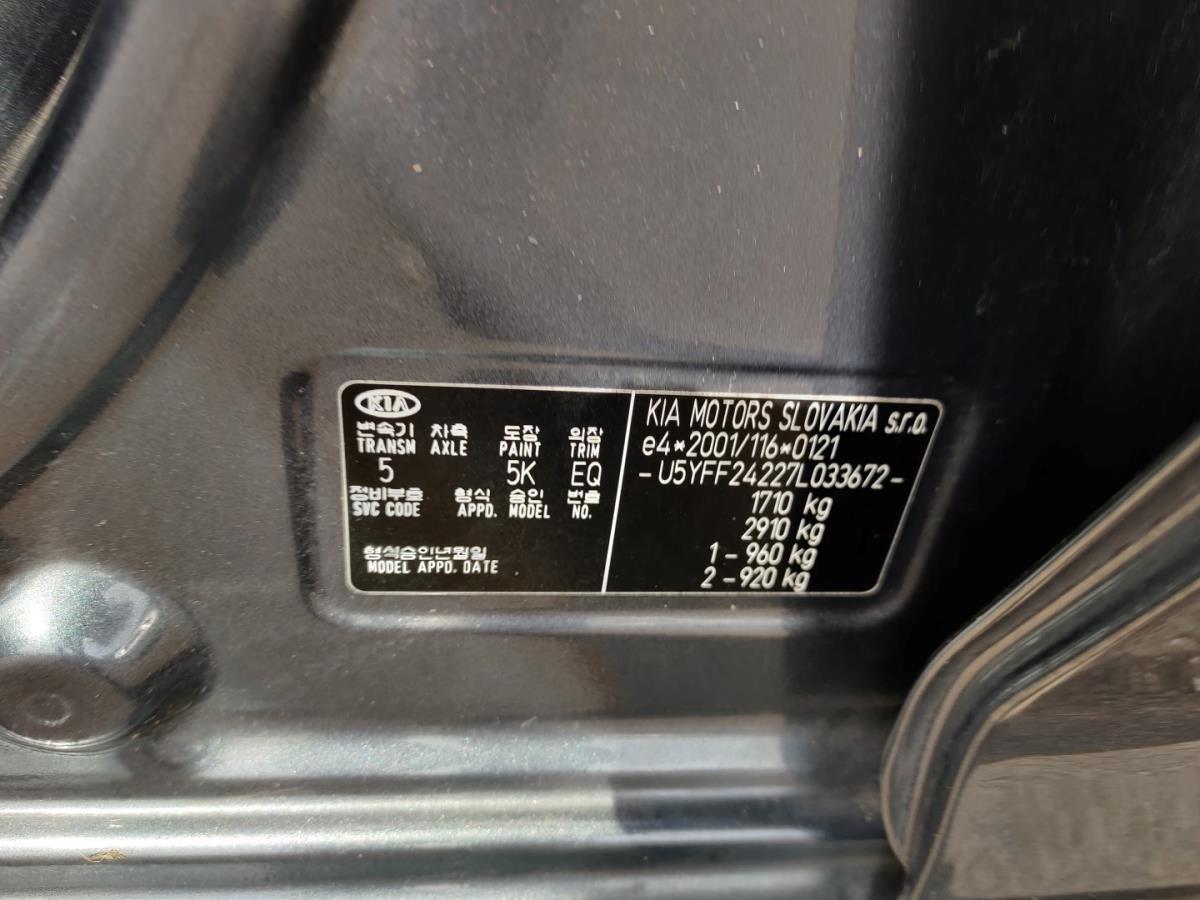 KIA
변속기 차축 도장 의장
TRANSM AXLE PAINT TRIM
5 5K EQ
정비부호 형식 승인 번호
SVC CODE APPD. MODEL NO.
형식승인년월일
MODEL APPD. DATE
KIA MOTORS SLOVAKIA s.r.o.
e4*2001/116*0121
-U5YFF24227L033672-
1710 kg
2910 kg
1 - 960 kg
2 - 920 kg